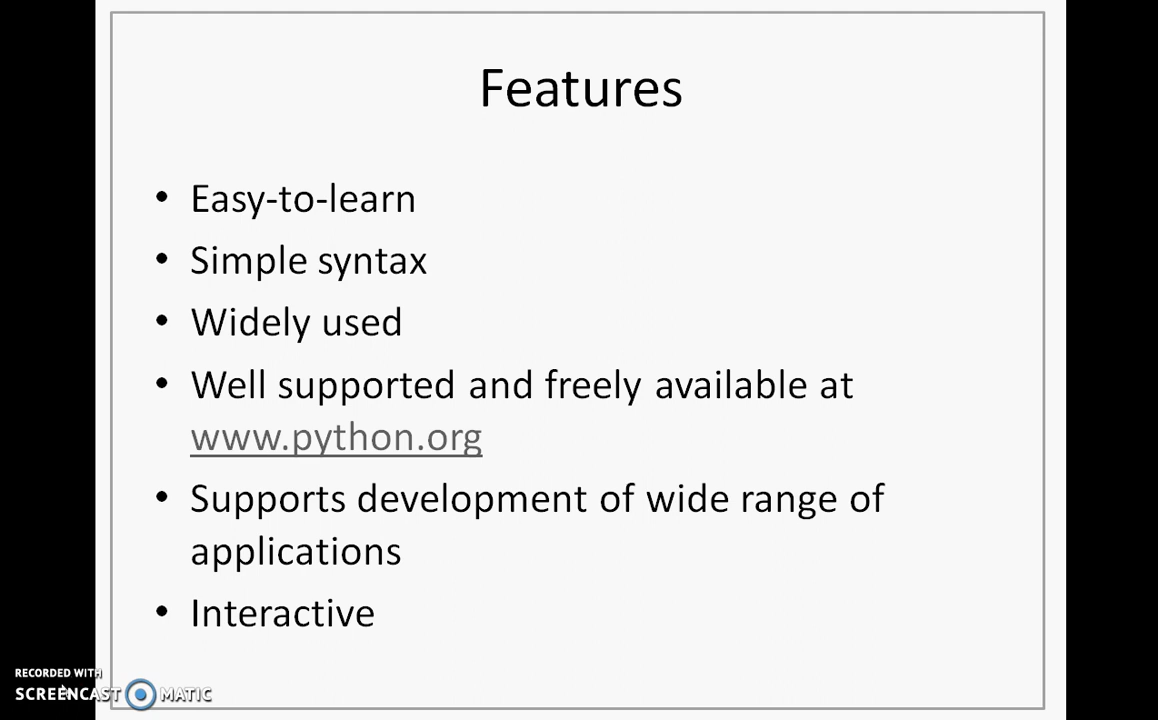 Features
• Easy-to-learn
• Simple syntax
• Widely used
• Well supported and freely available at
www.python.org
• Supports development of wide range of
applications
• Interactive
RECORDED WITH
SCREENCAST MATIC